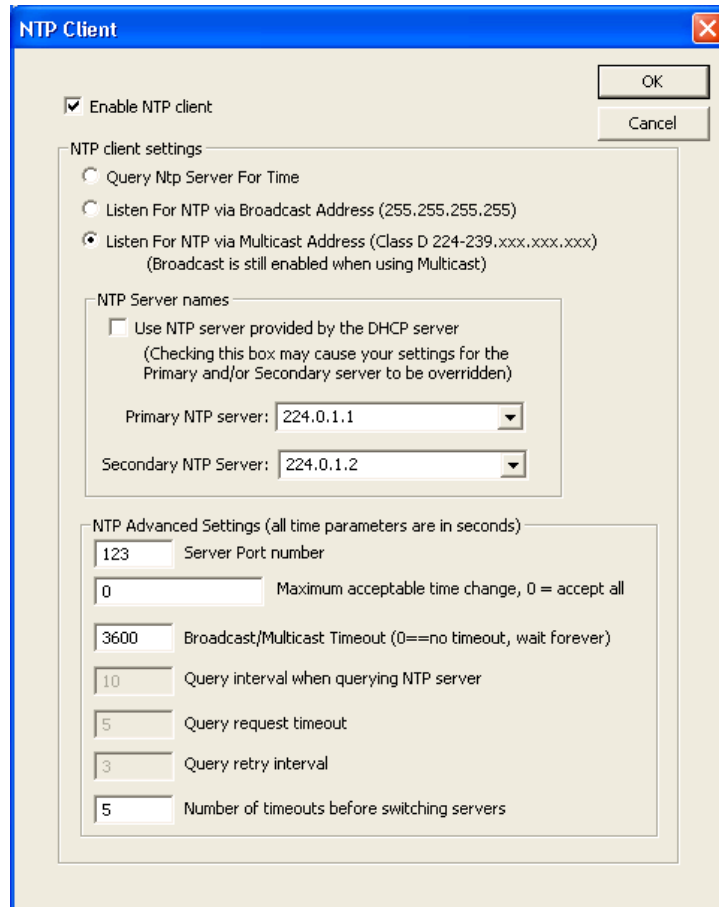 NTP Client
OK
Enable NTP client
Cancel
NTP client settings
Query Ntp Server For Time
Listen For NTP via Broadcast Address (255.255.255.255)
Listen For NTP via Multicast Address (Class D 224-239.xxx.xxx.xxx)
(Broadcast is still enabled when using Multicast)
NTP Server names
Use NTP server provided by the DHCP server
(Checking this box may cause your settings for the
Primary and/or Secondary server to be overridden)
Primary NTP server: 224.0.1.1
Secondary NTP Server: 224.0.1.2
NTP Advanced Settings (all time parameters are in seconds)
123 Server Port number
0 Maximum acceptable time change, 0 = accept all
3600 Broadcast/Multicast Timeout (0==no timeout, wait forever)
10 Query interval when querying NTP server
5 Query request timeout
3 Query retry interval
5 Number of timeouts before switching servers